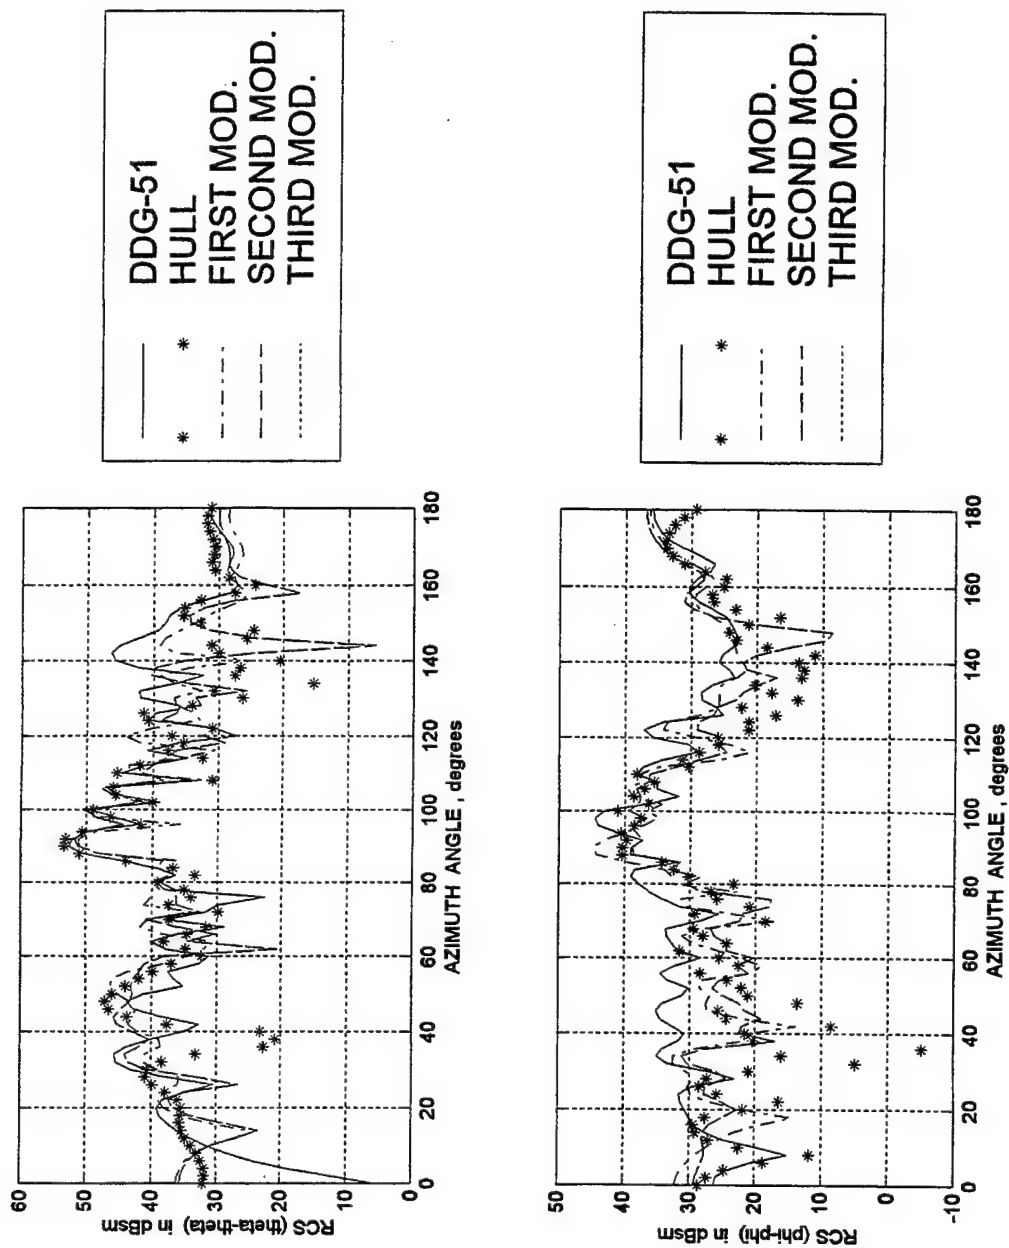 RCS (theta-theta) in dBsm
60
50
40
30
20
10
0
0
20
40
60
80
100
120
140
160
180
AZIMUTH ANGLE , degrees
DDG-51
* * HULL
FIRST MOD.
SECOND MOD.
THIRD MOD.
RCS (phi-phi) in dBsm
50
40
30
20
10
0
-10
0
20
40
60
80
100
120
140
160
180
AZIMUTH ANGLE , degrees
DDG-51
* * HULL
FIRST MOD.
SECOND MOD.
THIRD MOD.